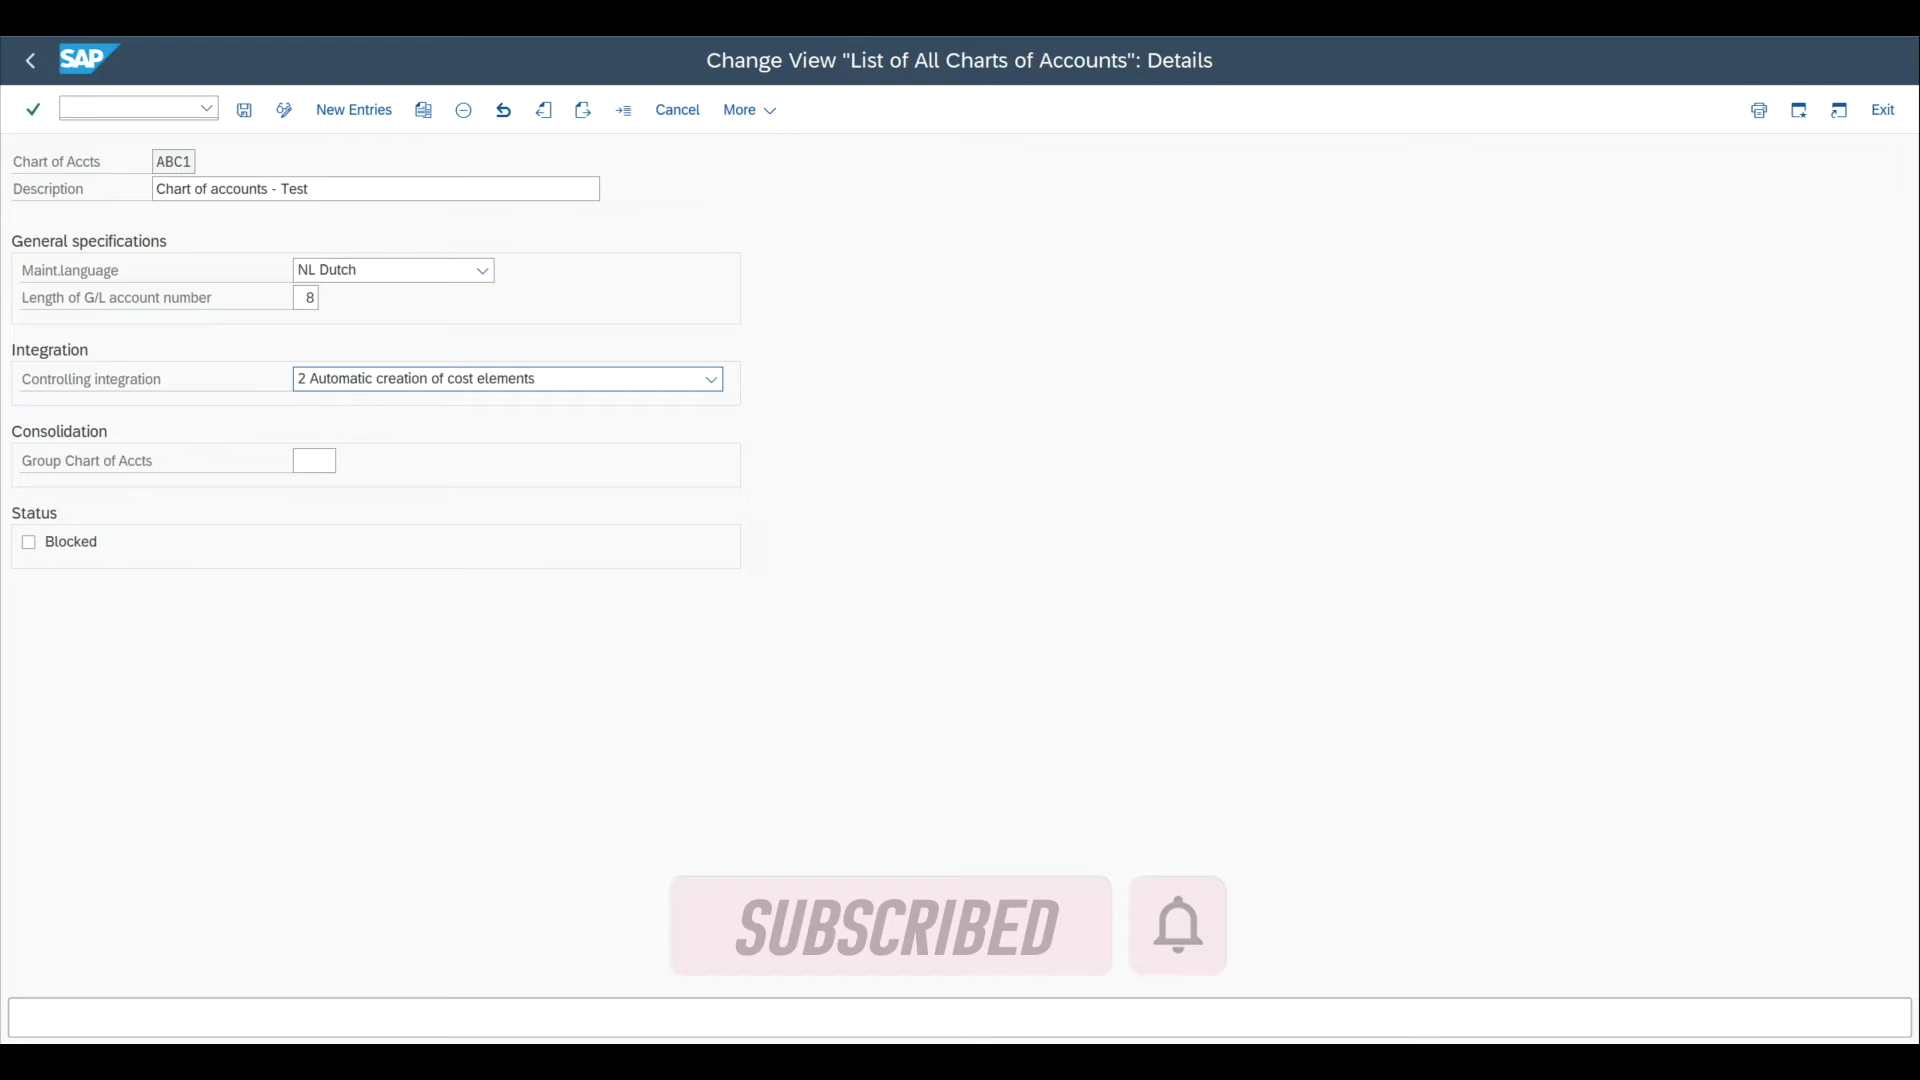 SAP
Change View "List of All Charts of Accounts": Details
New Entries
Cancel
More
Exit
Chart of Accts
ABC1
Description
Chart of accounts - Test
General specifications
Maint.language
NL Dutch
Length of G/L account number
8
Integration
Controlling integration
2 Automatic creation of cost elements
Consolidation
Group Chart of Accts
Status
Blocked
SUBSCRIBED